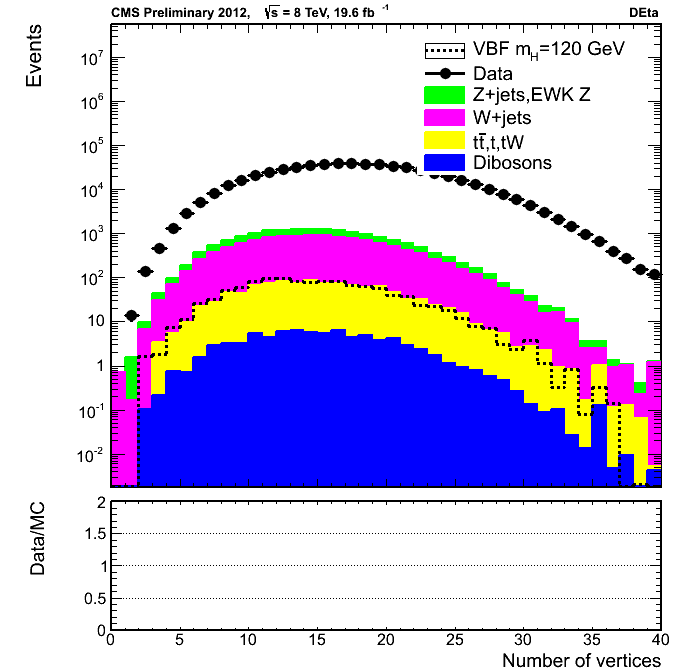 CMS Preliminary 2012, √s = 8 TeV, 19.6 fb⁻¹ DEta
Events
10⁷
10⁶
10⁵
10⁴
10³
10²
10
1
10⁻¹
10⁻²
VBF m_H=120 GeV
Data
Z+jets,EWK Z
W+jets
tt̅,t,tW
Dibosons
Data/MC
2
1.5
1
0.5
0
0 5 10 15 20 25 30 35 40
Number of vertices